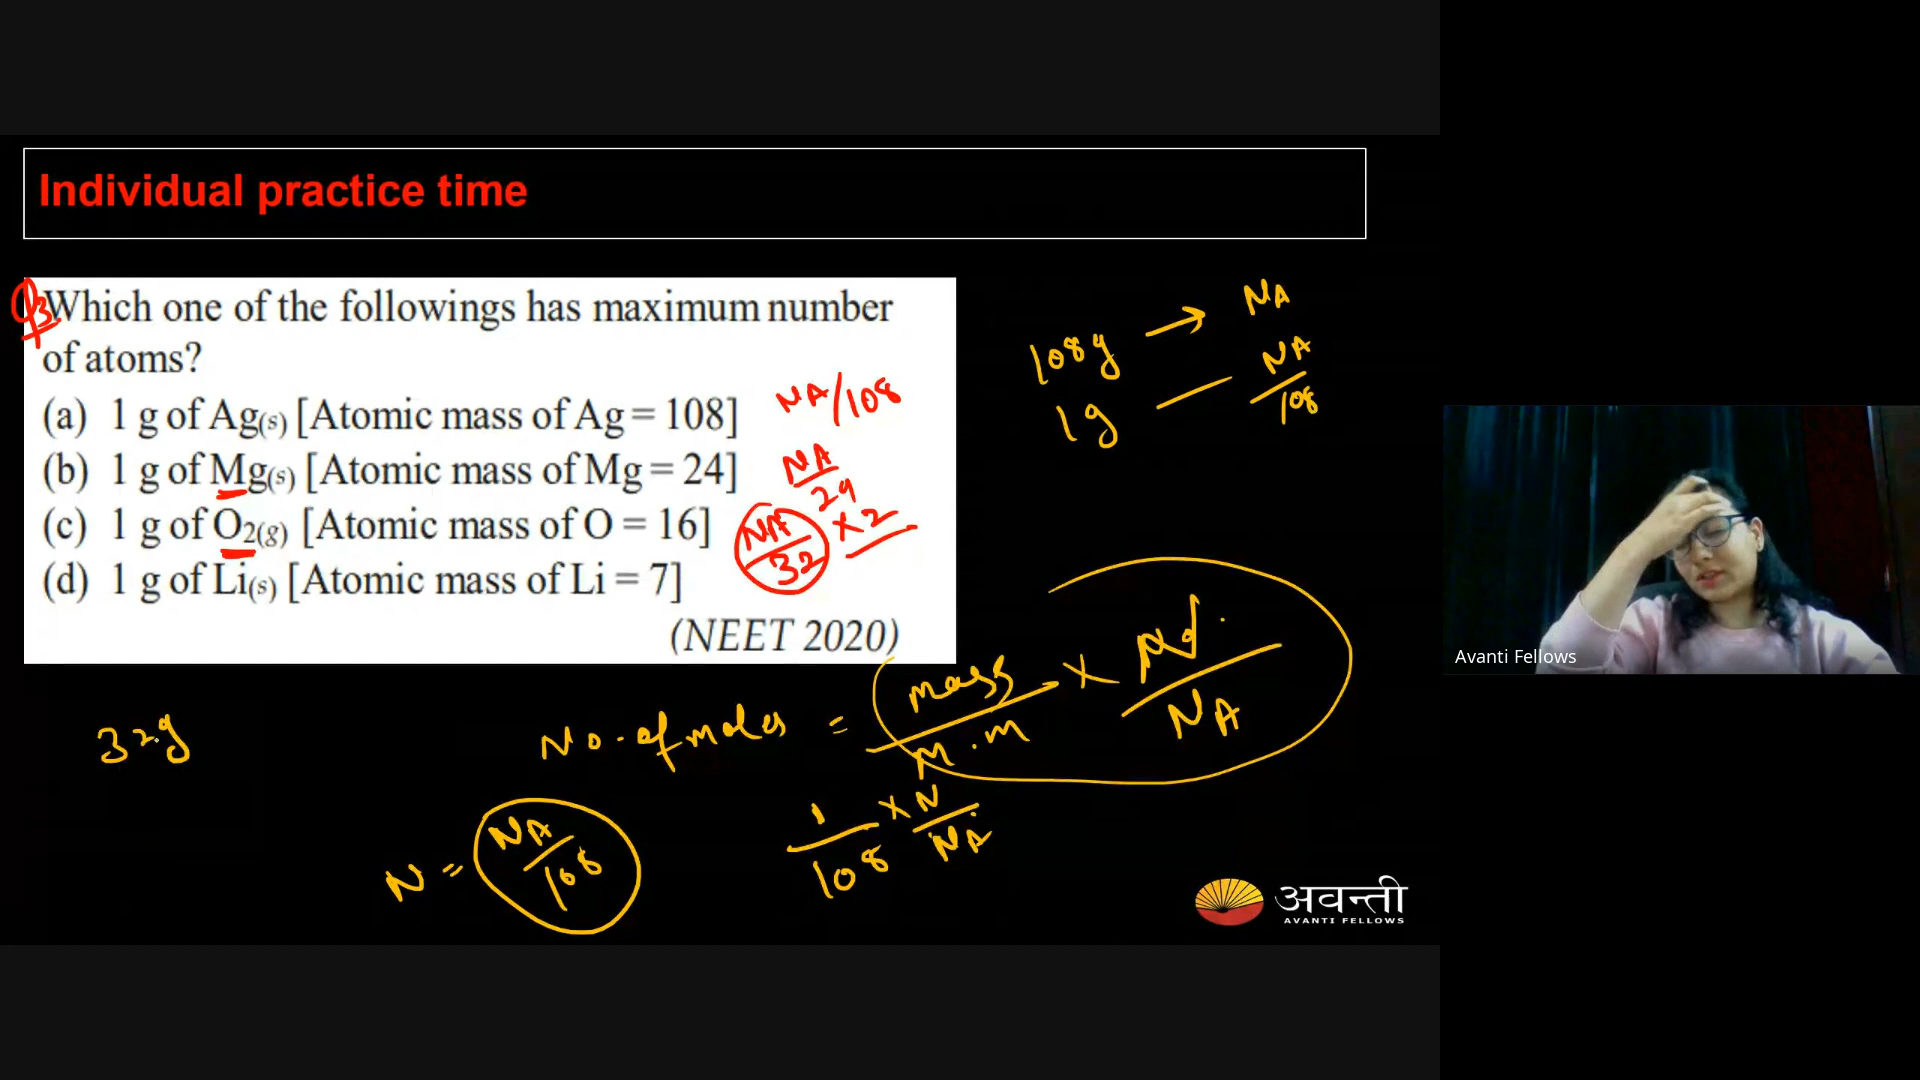 Individual practice time
Q3
Which one of the followings has maximum number
of atoms?
(a) 1 g of Ag(s) [Atomic mass of Ag = 108]
NA/108
(b) 1 g of Mg(s) [Atomic mass of Mg = 24]
NA/24
(c) 1 g of O2(g) [Atomic mass of O = 16]
NA/32 × 2
(d) 1 g of Li(s) [Atomic mass of Li = 7]
(NEET 2020)
108g → NA
1g — NA/108
32g
No. of moles = mass/M.m ×
NA
1/108 × N/NA
N = NA/108
अवन्ती
AVANTI FELLOWS
Avanti Fellows